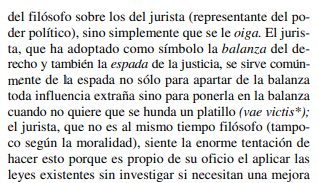 del filósofo sobre los del jurista (representante del po-
der político), sino simplemente que se le oiga. El juris-
ta, que ha adoptado como símbolo la balanza del de-
recho y también la espada de la justicia, se sirve común-
mente de la espada no sólo para apartar de la balanza
toda influencia extraña sino para ponerla en la balanza
cuando no quiere que se hunda un platillo (vae victis*);
el jurista, que no es al mismo tiempo filósofo (tampo-
co según la moralidad), siente la enorme tentación de
hacer esto porque es propio de su oficio el aplicar las
leyes existentes sin investigar si necesitan una mejora